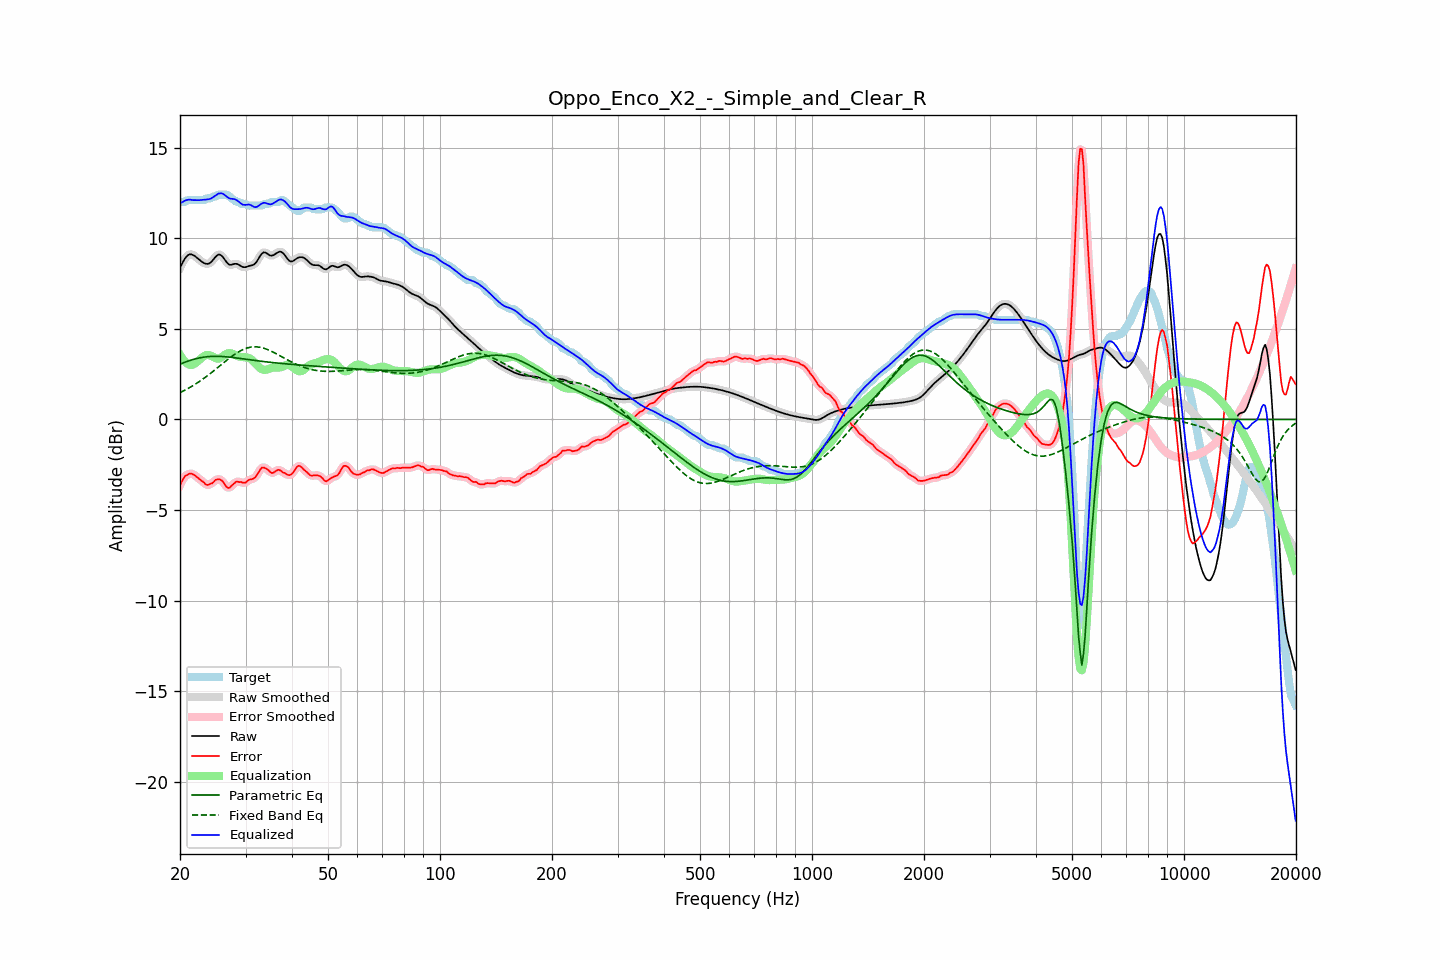 Oppo_Enco_X2_-_Simple_and_Clear_R
Amplitude (dBr)
15
10
5
0
−5
−10
−15
−20
Target
Raw Smoothed
Error Smoothed
Raw
Error
Equalization
Parametric Eq
Fixed Band Eq
Equalized
20 50 100 200 500 1000 2000 5000 10000 20000
Frequency (Hz)